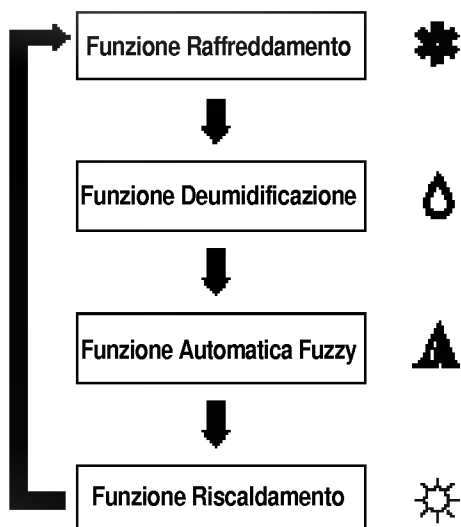 Funzione Raffreddamento
Funzione Deumidificazione
Funzione Automatica Fuzzy
Funzione Riscaldamento